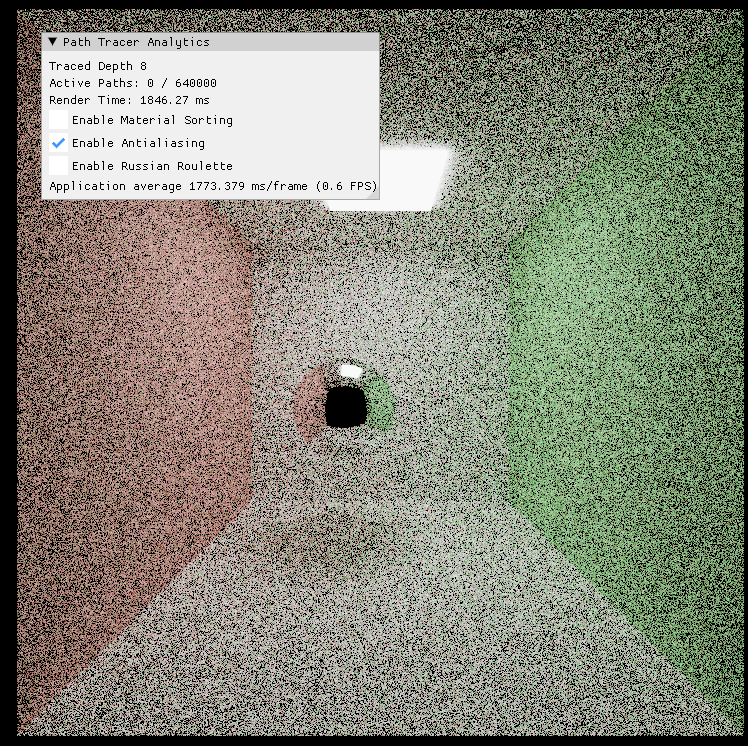 Path Tracer Analytics
Traced Depth 8
Active Paths: 0 / 640000
Render Time: 1846.27 ms
Enable Material Sorting
Enable Antialiasing
Enable Russian Roulette
Application average 1773.379 ms/frame (0.6 FPS)